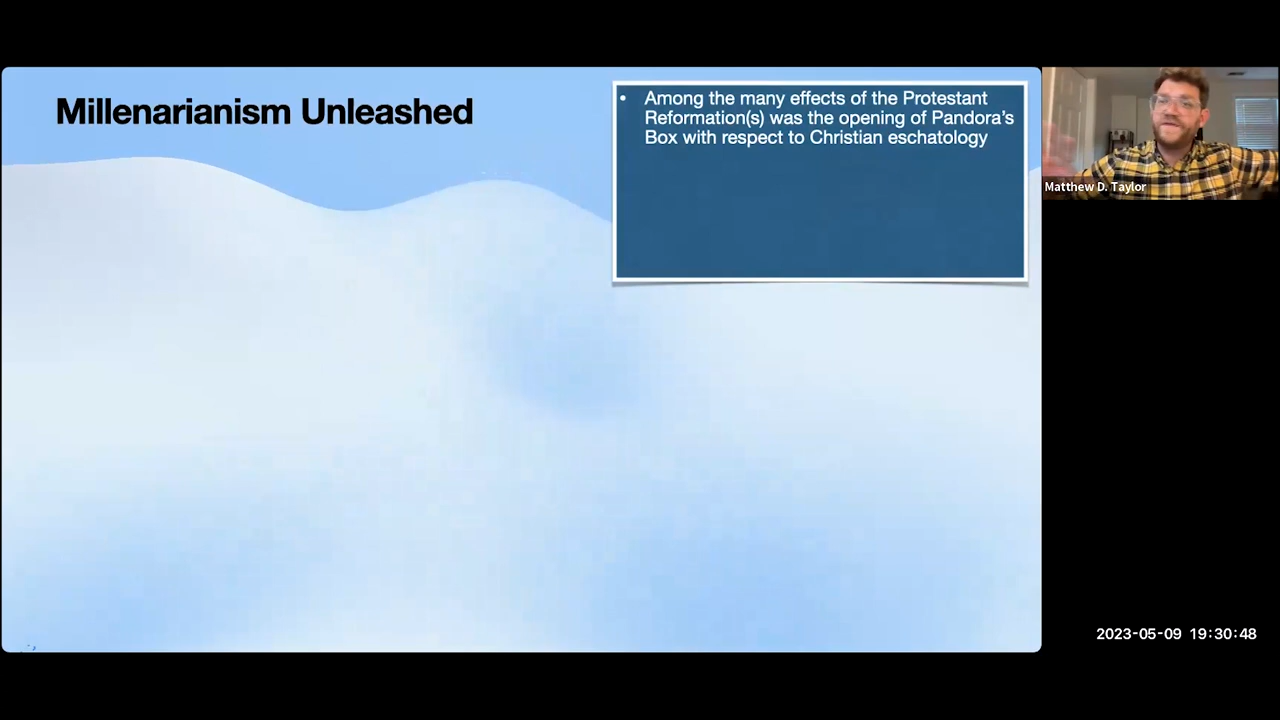 Millenarianism Unleashed
• Among the many effects of the Protestant
Reformation(s) was the opening of Pandora's
Box with respect to Christian eschatology
Matthew D. Taylor
2023-05-09 19:30:48